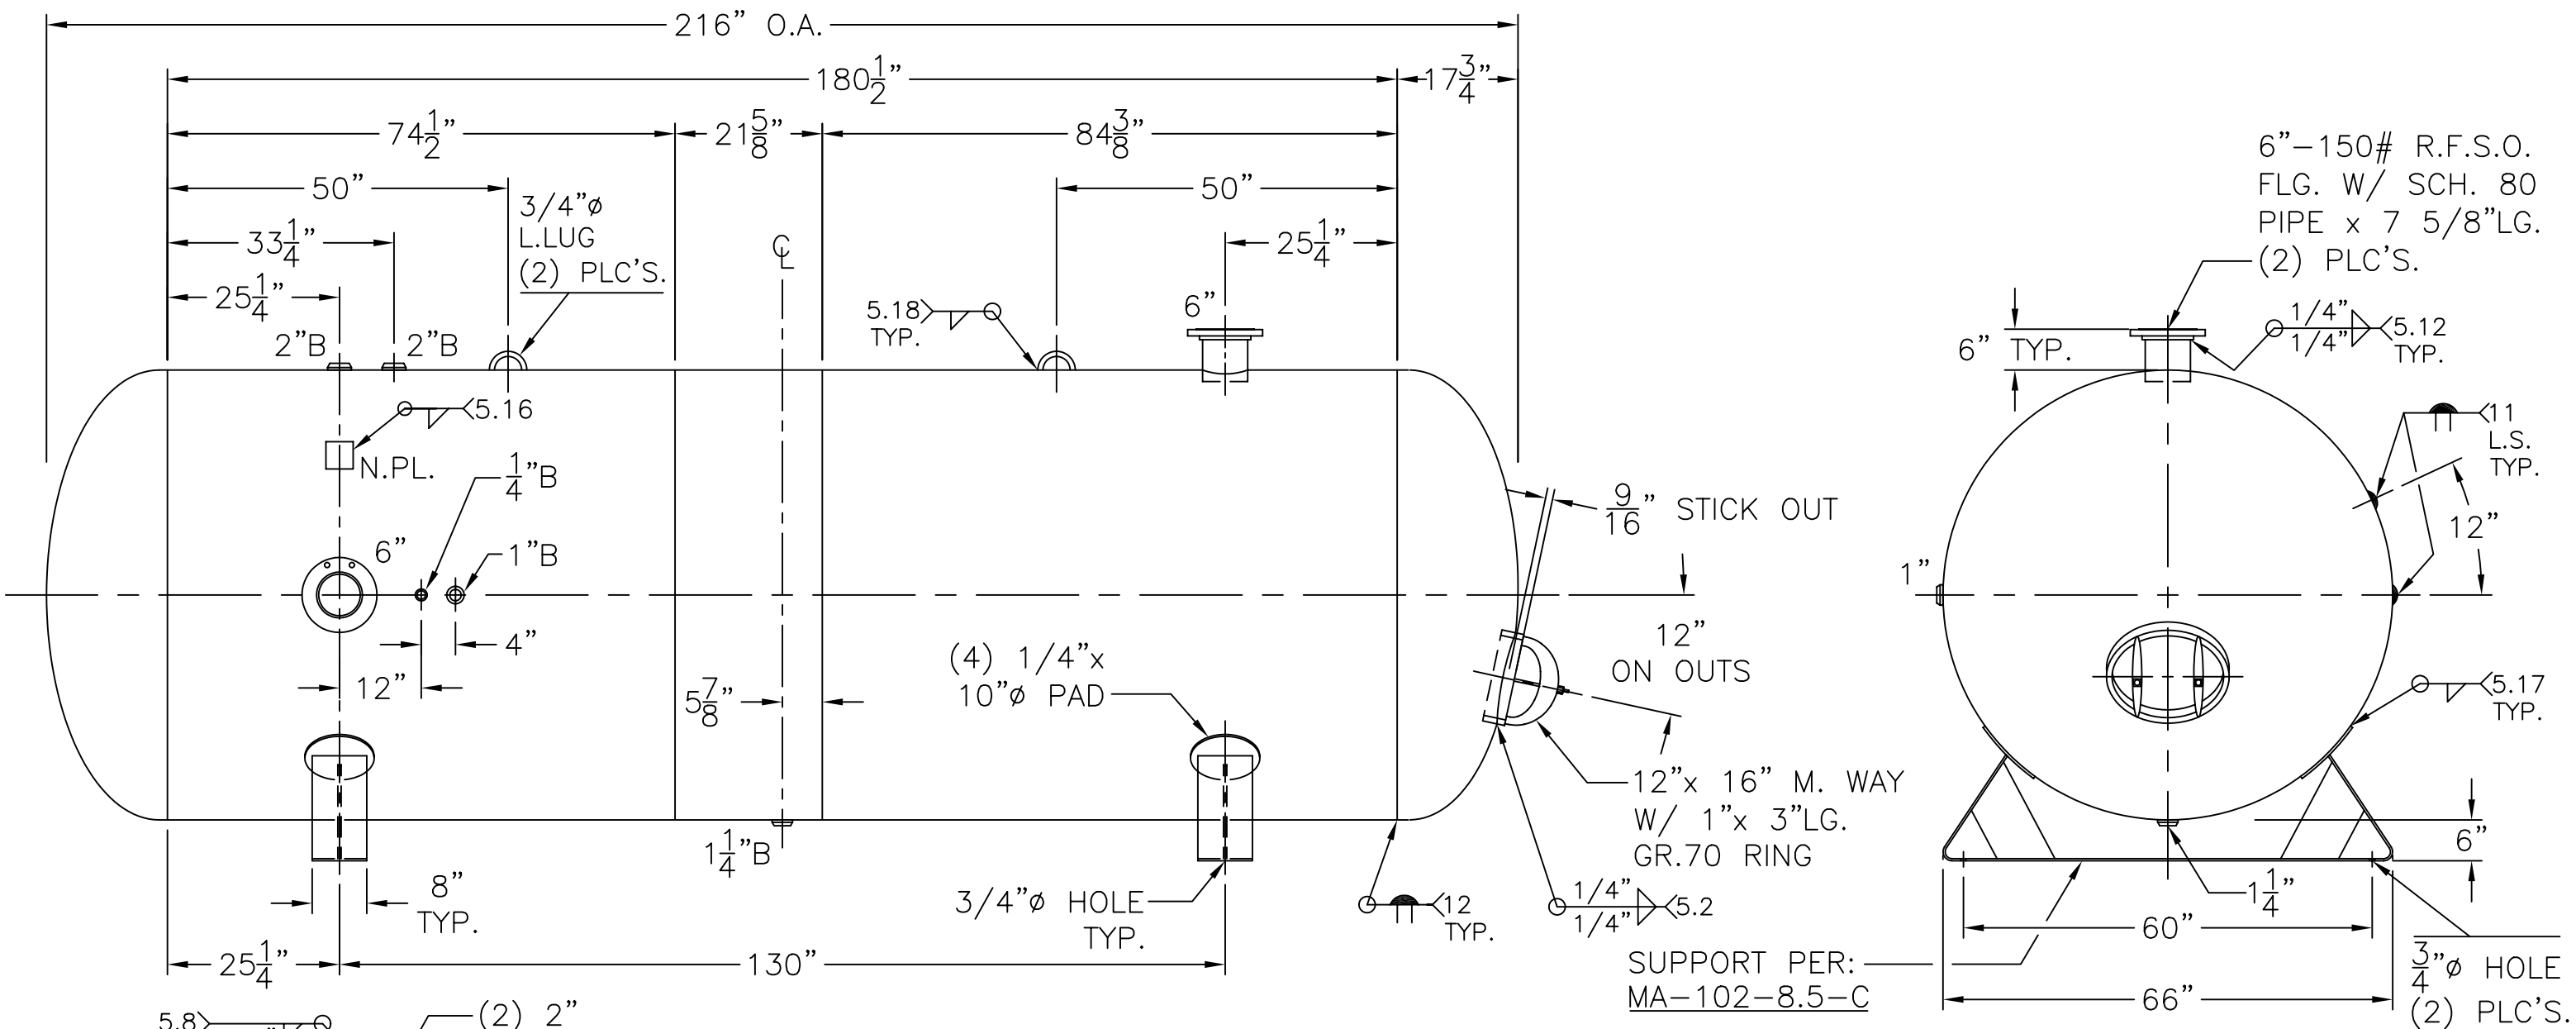 216" O.A.
180 1/2"
17 3/4"
74 1/2"
21 5/8"
84 3/8"
50"
3/4"ø
L.LUG
(2) PLC'S.
50"
33 1/4"
25 1/4"
25 1/4"
℄
2"B
2"B
5.18
TYP.
6"
5.16
N.PL.
1/4"B
6"
1"B
4"
12"
5 7/8"
(4) 1/4"x
10"ø PAD
9/16" STICK OUT
12"
ON OUTS
12"x 16" M. WAY
W/ 1"x 3"LG.
GR.70 RING
1 1/4"B
8"
TYP.
3/4"ø HOLE
TYP.
12
TYP.
1/4"
1/4"
5.2
25 1/4"
130"
5.8
(2) 2"
6"-150# R.F.S.O.
FLG. W/ SCH. 80
PIPE x 7 5/8"LG.
(2) PLC'S.
6" TYP.
1/4"
1/4"
5.12
TYP.
11
L.S.
TYP.
12"
1"
5.17
TYP.
6"
1 1/4"
60"
66"
SUPPORT PER:
MA-102-8.5-C
3/4"ø HOLE
(2) PLC'S.